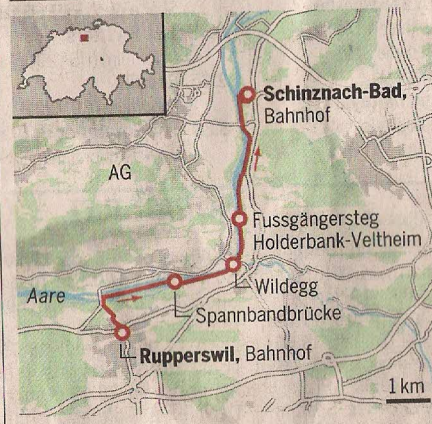 Schinznach-Bad,
Bahnhof
AG
Fussgängersteg
Holderbank-Veltheim
Aare
Wildegg
Spannbandbrücke
Rupperswil, Bahnhof
1 km